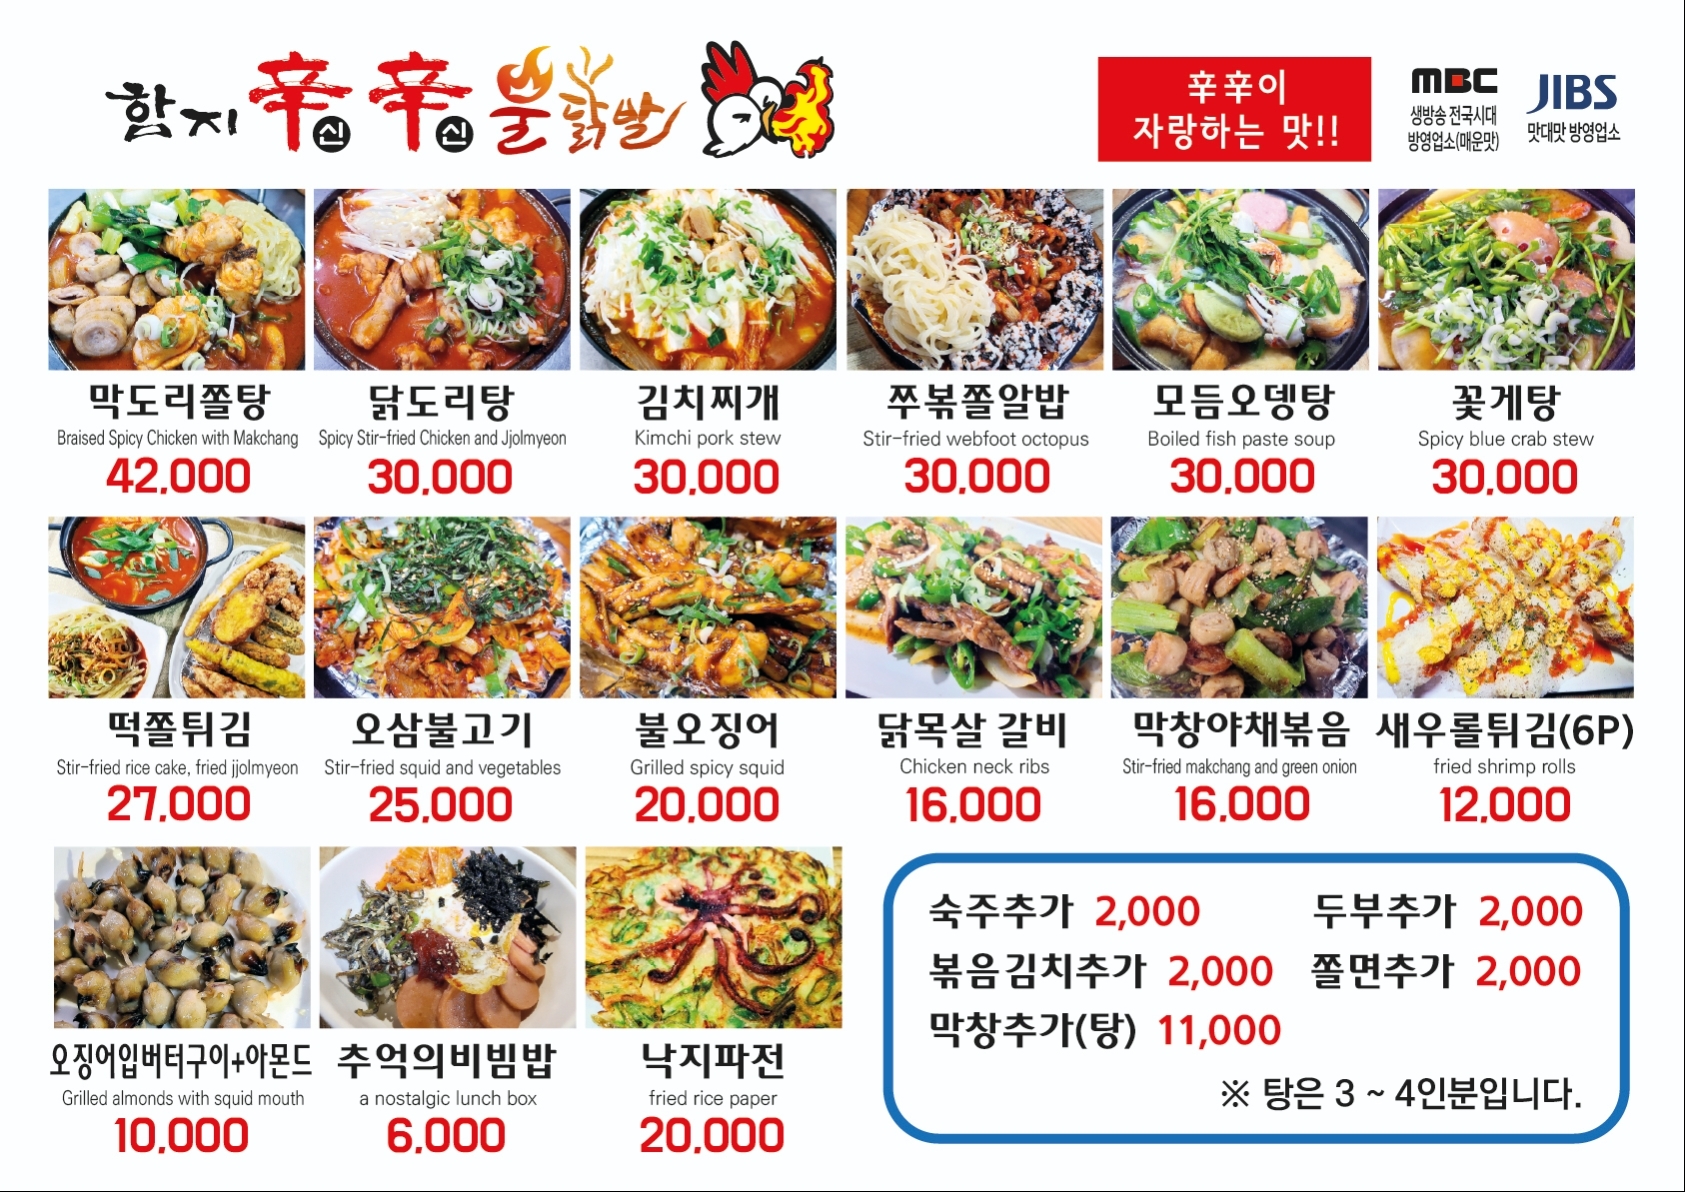 함지 辛신 辛신 불닭발
辛辛이
자랑하는 맛!!
MBC
생방송 전국시대
방영업소(매운맛)
JIBS
맛대맛 방영업소
막도리쫄탕
Braised Spicy Chicken with Makchang
42,000
닭도리탕
Spicy Stir-fried Chicken and Jjolmyeon
30,000
김치찌개
Kimchi pork stew
30,000
쭈볶쫄알밥
Stir-fried webfoot octopus
30,000
모듬오뎅탕
Boiled fish paste soup
30,000
꽃게탕
Spicy blue crab stew
30,000
떡쫄튀김
Stir-fried rice cake, fried jjolmyeon
27,000
오삼불고기
Stir-fried squid and vegetables
25,000
불오징어
Grilled spicy squid
20,000
닭목살 갈비
Chicken neck ribs
16,000
막창야채볶음
Stir-fried makchang and green onion
16,000
새우롤튀김(6P)
fried shrimp rolls
12,000
오징어입버터구이+아몬드
Grilled almonds with squid mouth
10,000
추억의비빔밥
a nostalgic lunch box
6,000
낙지파전
fried rice paper
20,000
숙주추가 2,000
두부추가 2,000
볶음김치추가 2,000
쫄면추가 2,000
막창추가(탕) 11,000
※ 탕은 3 ~ 4인분입니다.